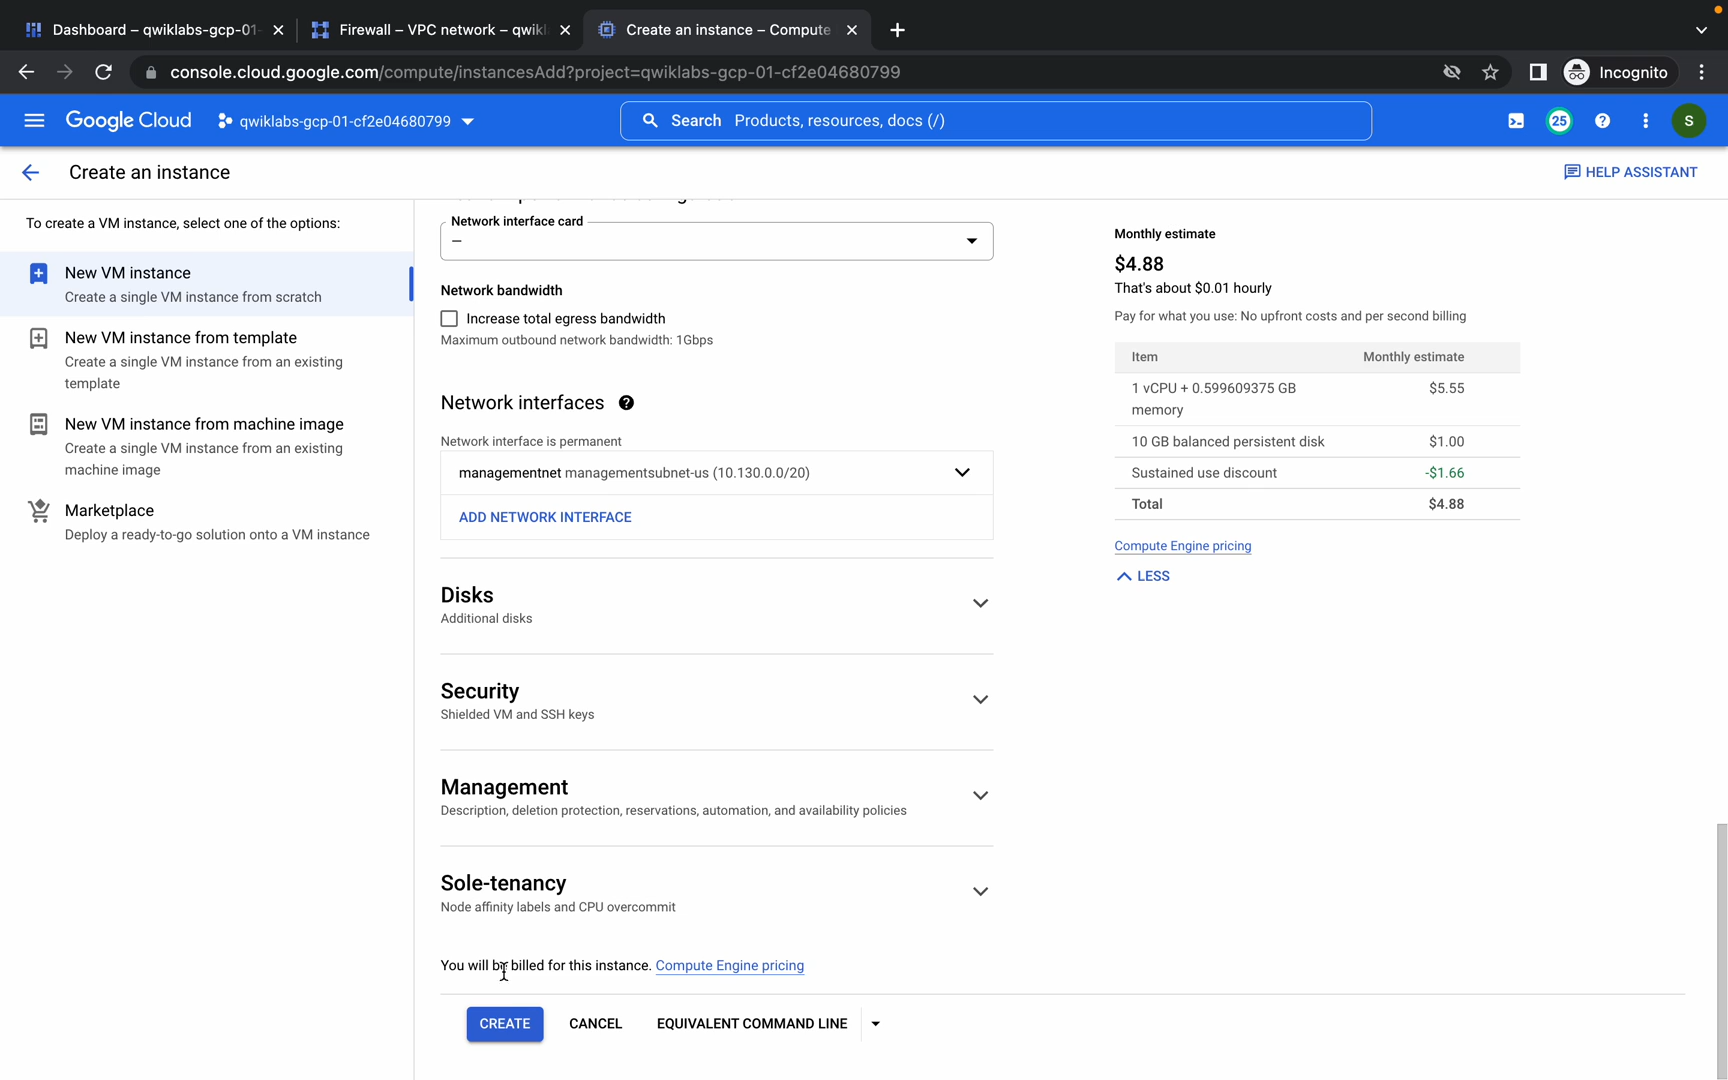 Dashboard – qwiklabs-gcp-01-
Firewall – VPC network – qwikl
Create an instance – Compute
console.cloud.google.com/compute/instancesAdd?project=qwiklabs-gcp-01-cf2e04680799
Incognito
Google Cloud
qwiklabs-gcp-01-cf2e04680799
Search Products, resources, docs (/)
25
S
Create an instance
HELP ASSISTANT
To create a VM instance, select one of the options:
New VM instance
Create a single VM instance from scratch
New VM instance from template
Create a single VM instance from an existing
template
New VM instance from machine image
Create a single VM instance from an existing
machine image
Marketplace
Deploy a ready-to-go solution onto a VM instance
Network interface card
–
Network bandwidth
Increase total egress bandwidth
Maximum outbound network bandwidth: 1Gbps
Network interfaces
Network interface is permanent
managementnet managementsubnet-us (10.130.0.0/20)
ADD NETWORK INTERFACE
Disks
Additional disks
Security
Shielded VM and SSH keys
Management
Description, deletion protection, reservations, automation, and availability policies
Sole-tenancy
Node affinity labels and CPU overcommit
You will be billed for this instance. Compute Engine pricing
CREATE
CANCEL
EQUIVALENT COMMAND LINE
Monthly estimate
$4.88
That's about $0.01 hourly
Pay for what you use: No upfront costs and per second billing
Item Monthly estimate
1 vCPU + 0.599609375 GB $5.55
memory
10 GB balanced persistent disk $1.00
Sustained use discount -$1.66
Total $4.88
Compute Engine pricing
LESS